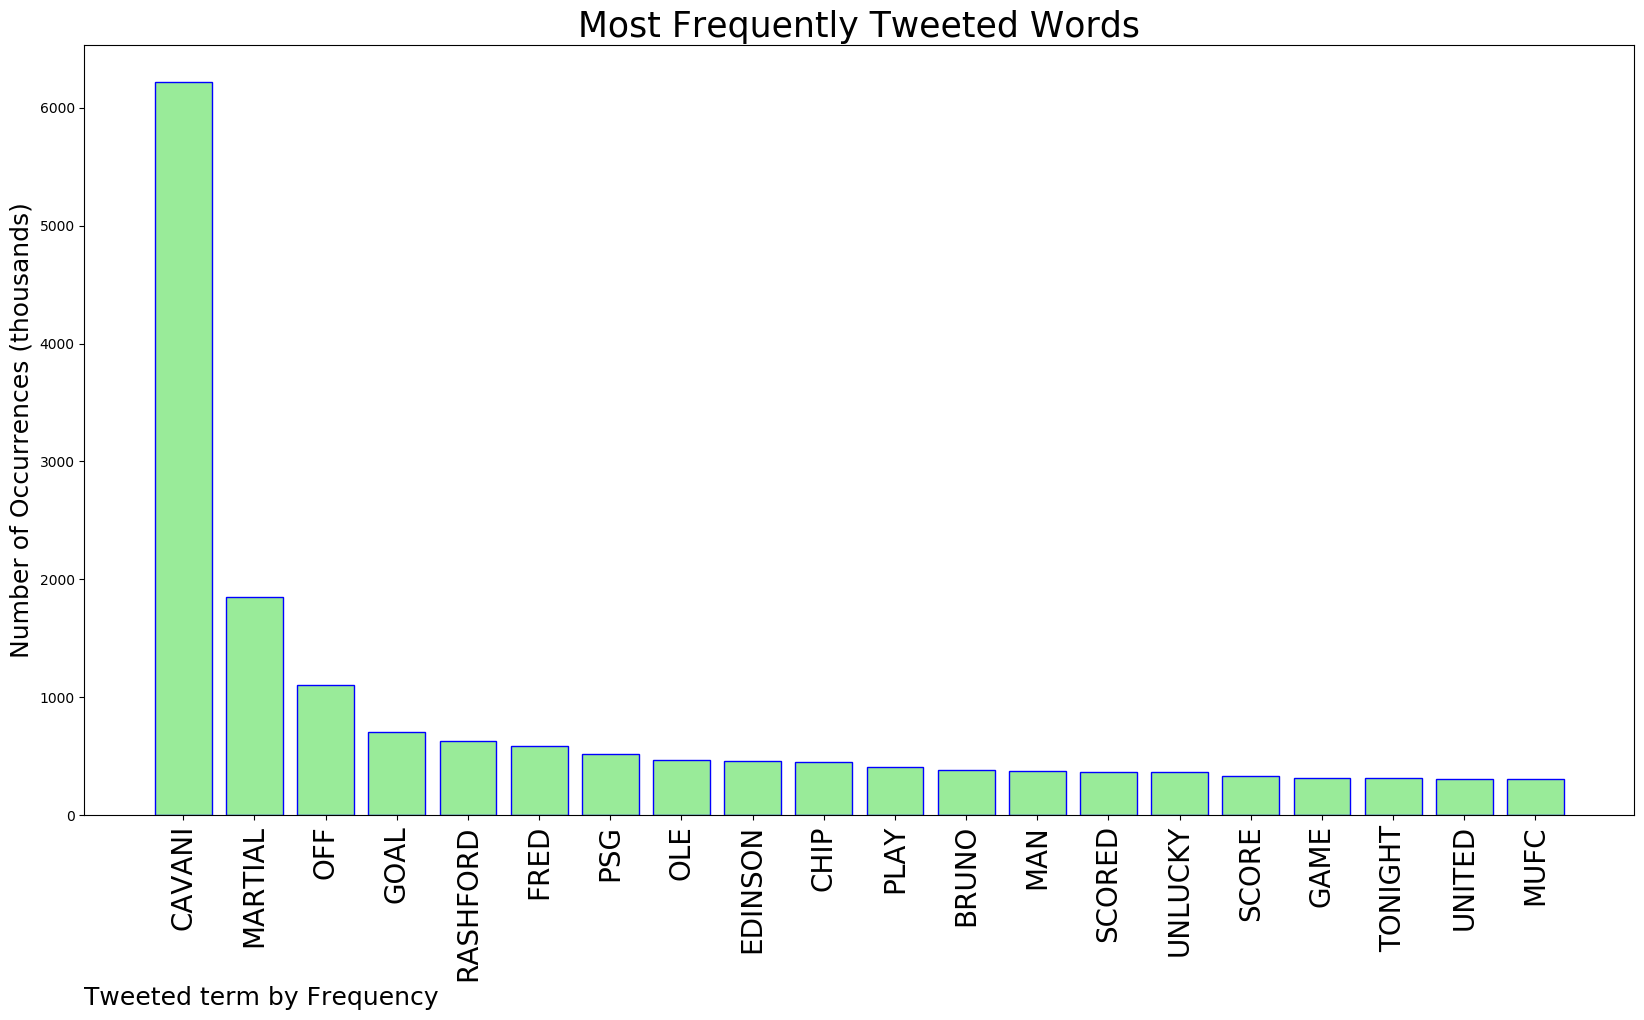 Most Frequently Tweeted Words
Number of Occurrences (thousands)
6000
5000
4000
3000
2000
1000
0
CAVANI
MARTIAL
OFF
GOAL
RASHFORD
FRED
PSG
OLE
EDINSON
CHIP
PLAY
BRUNO
MAN
SCORED
UNLUCKY
SCORE
GAME
TONIGHT
UNITED
MUFC
Tweeted term by Frequency